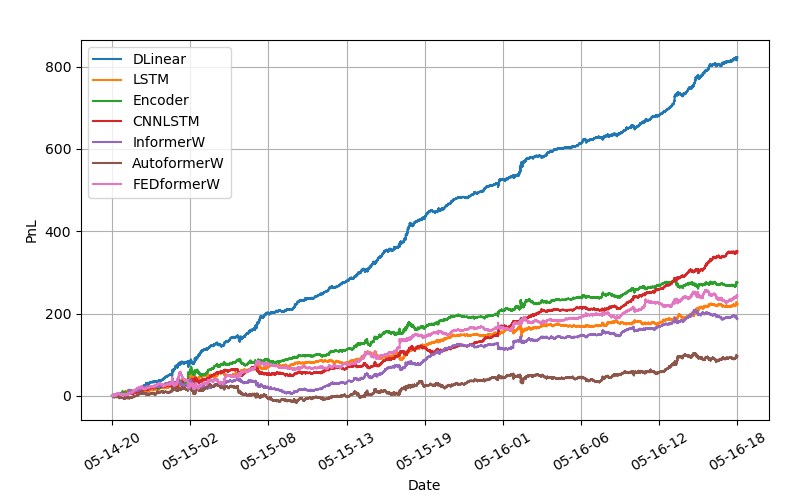 800
600
400
200
0
PnL
DLinear
LSTM
Encoder
CNNLSTM
InformerW
AutoformerW
FEDformerW
05-14-20
05-15-02
05-15-08
05-15-13
05-15-19
05-16-01
05-16-06
05-16-12
05-16-18
Date